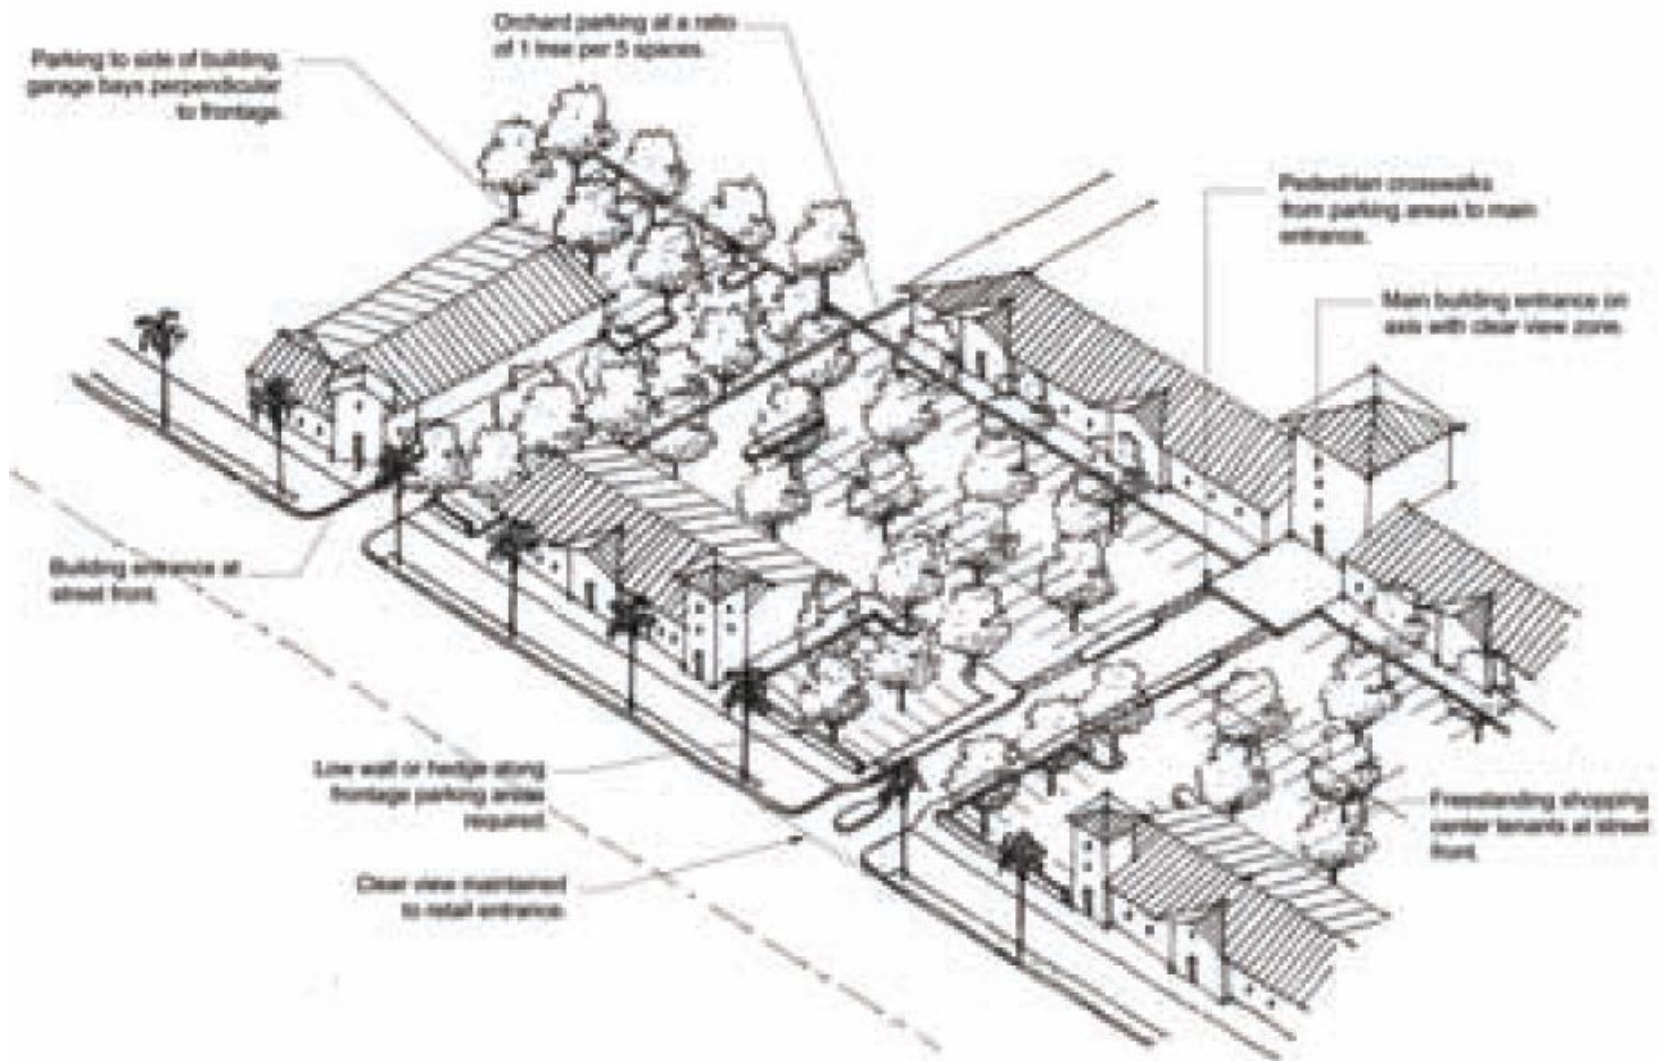 Orchard parking at a ratio
of 1 tree per 5 spaces.
Parking to side of building,
garage bays perpendicular
to frontage.
Pedestrian crosswalks
from parking areas to main
entrance.
Main building entrance on
axis with clear view zone.
Building entrance at
street front.
Low wall or hedge along
frontage parking areas
required.
Freestanding shopping
center tenants at street
front.
Clear view maintained
to retail entrance.